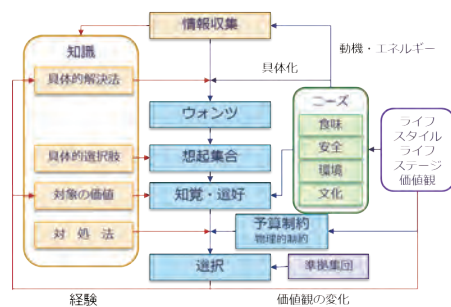 情報収集
知識
動機・エネルギー
具体化
具体的解決法
ニーズ
ウォンツ
食味
ライフ
スタイル
ライフ
ステージ
価値観
安全
具体的選択肢
想起集合
環境
対象の価値
知覚・選好
文化
対処法
予算制約
物理的制約
選択
準拠集団
経験
価値観の変化